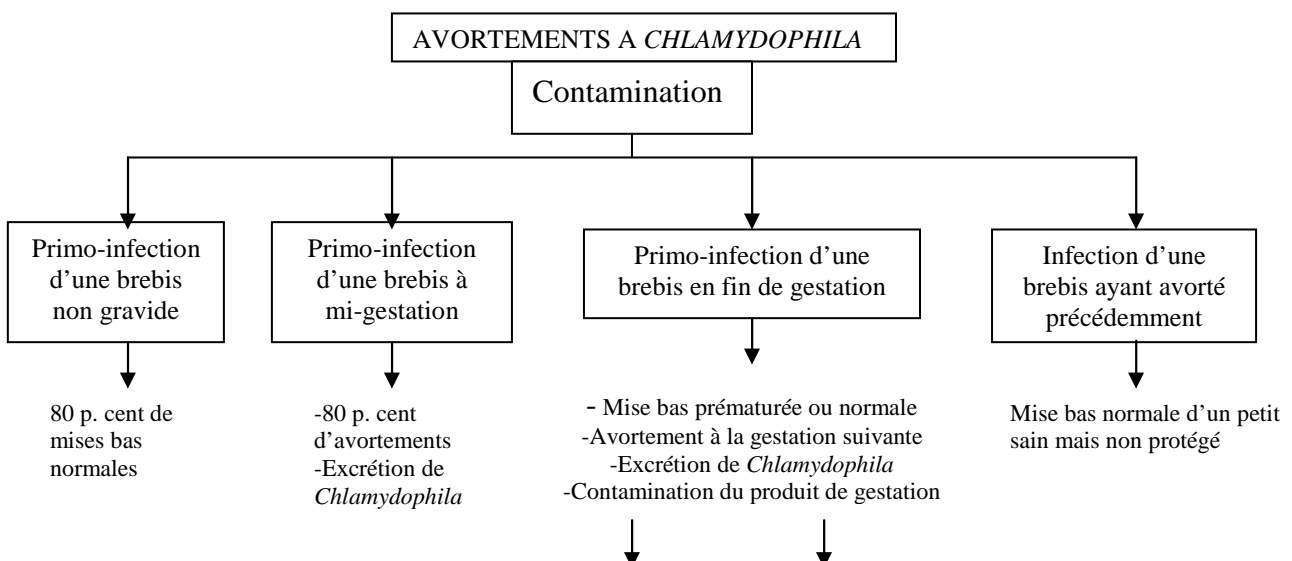 AVORTEMENTS A CHLAMYDOPHILA
Contamination
Primo-infection
d’une brebis
non gravide
Primo-infection
d’une brebis à
mi-gestation
Primo-infection d’une
brebis en fin de gestation
Infection d’une
brebis ayant avorté
précédemment
80 p. cent de
mises bas
normales
-80 p. cent
d’avortements
-Excrétion de
Chlamydophila
- Mise bas prématurée ou normale
-Avortement à la gestation suivante
-Excrétion de Chlamydophila
-Contamination du produit de gestation
Mise bas normale d’un petit
sain mais non protégé